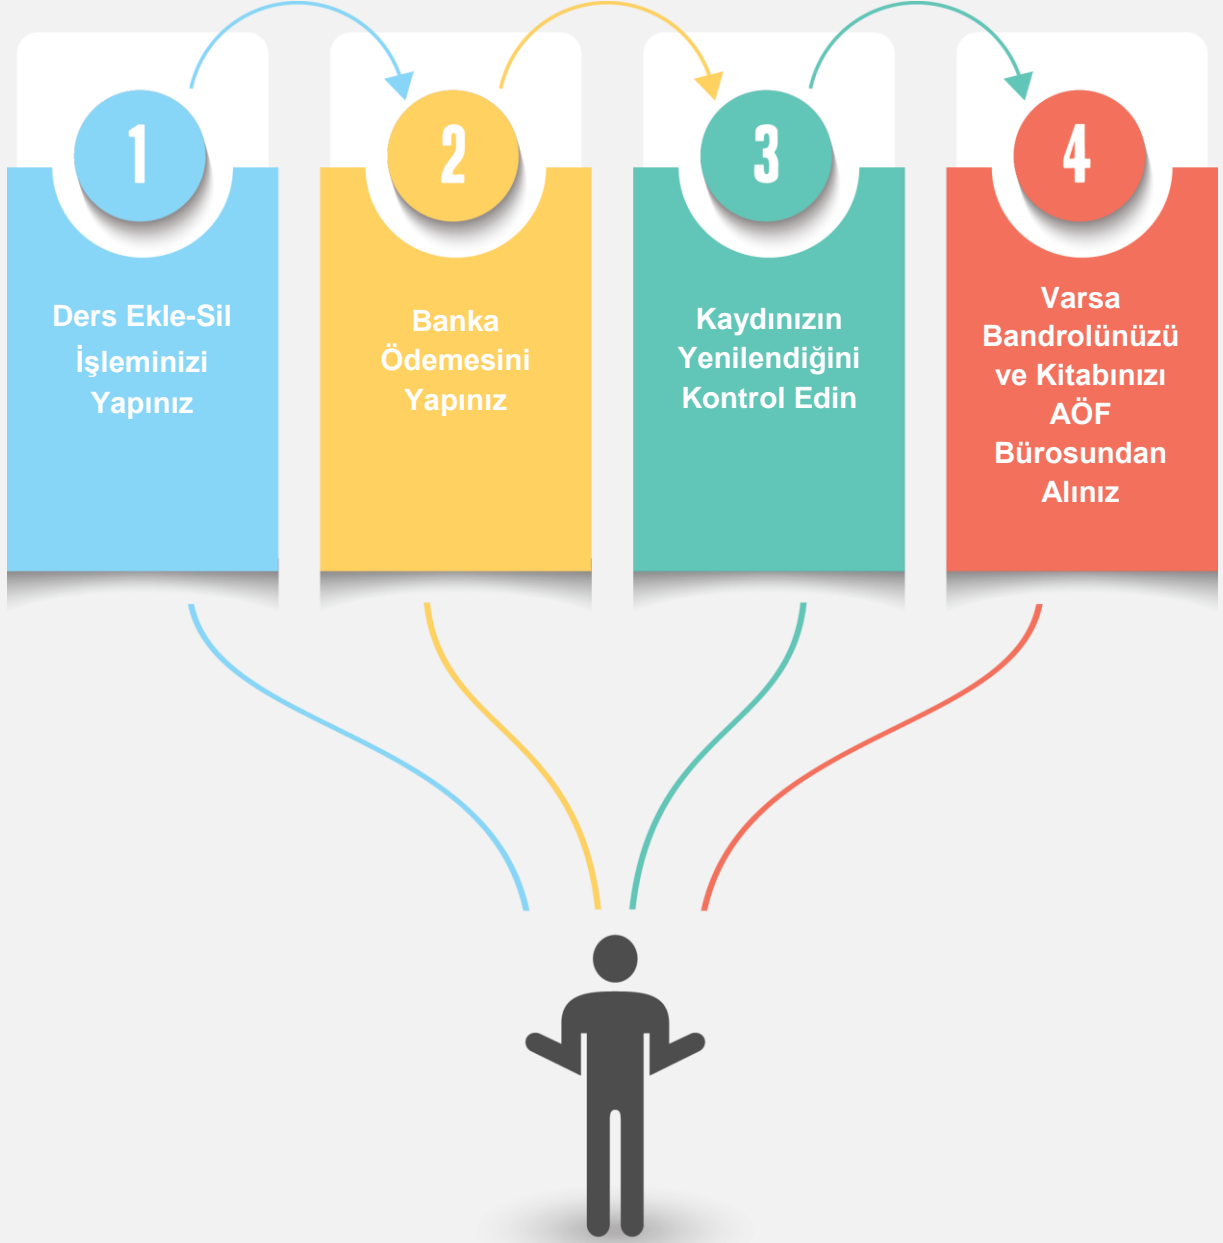 1
Ders Ekle-Sil
İşleminizi
Yapınız
2
Banka
Ödemesini
Yapınız
3
Kaydınızın
Yenilendiğini
Kontrol Edin
4
Varsa
Bandrolünüzü
ve Kitabınızı
AÖF
Bürosundan
Alınız